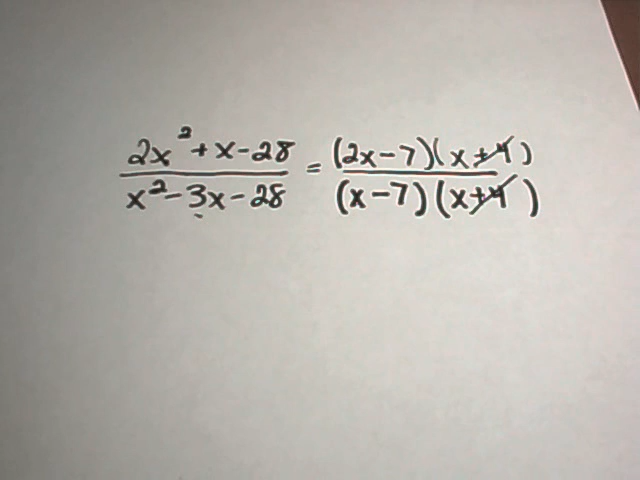 2x² + x - 28 / x² - 3x - 28 = (2x - 7)(x + 4) / (x - 7)(x + 4)